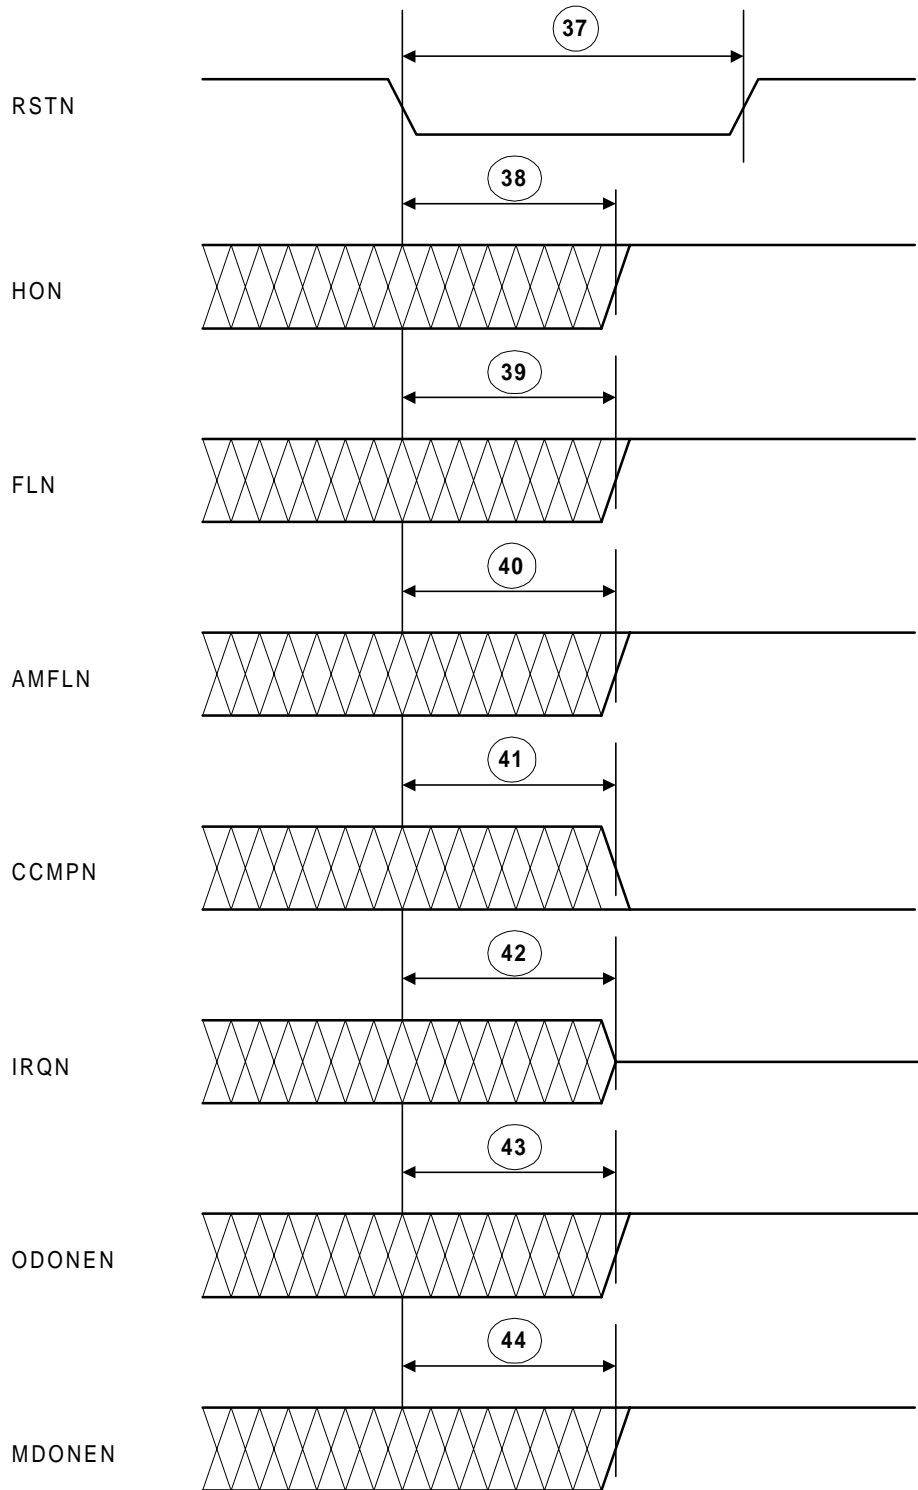 37
RSTN
38
HON
39
FLN
40
AMFLN
41
CCMPN
42
IRQN
43
ODONEN
44
MDONEN